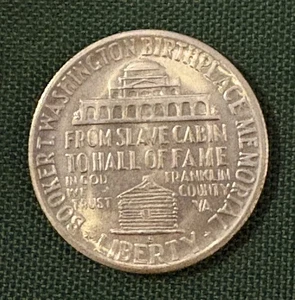 BOOKER T. WASHINGTON BIRTHPLACE MEMORIAL
FROM SLAVE CABIN
TO HALL OF FAME
IN GOD
WE
TRUST
FRANKLIN
COUNTY
VA.
LIBERTY